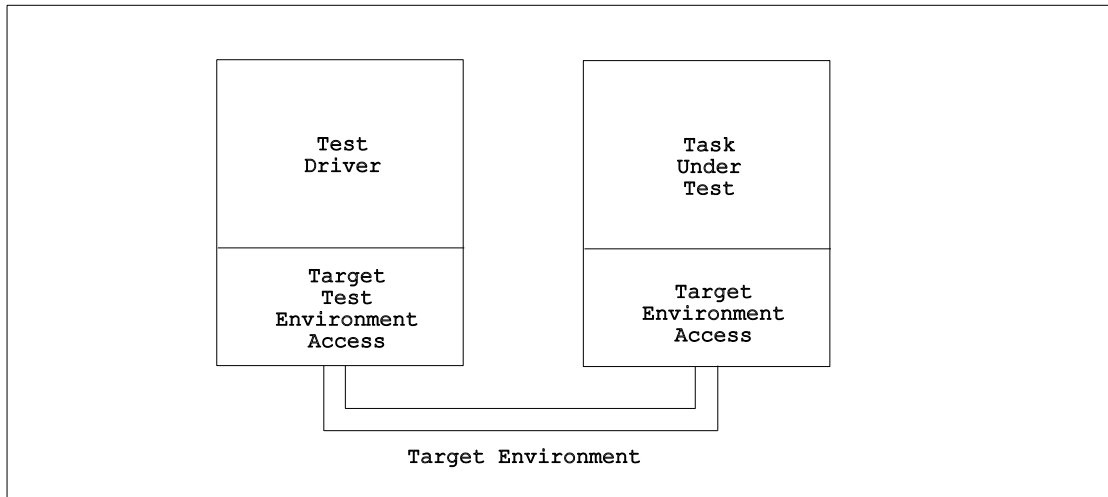 Test
Driver
Target
Test
Environment
Access
Task
Under
Test
Target
Environment
Access
Target Environment